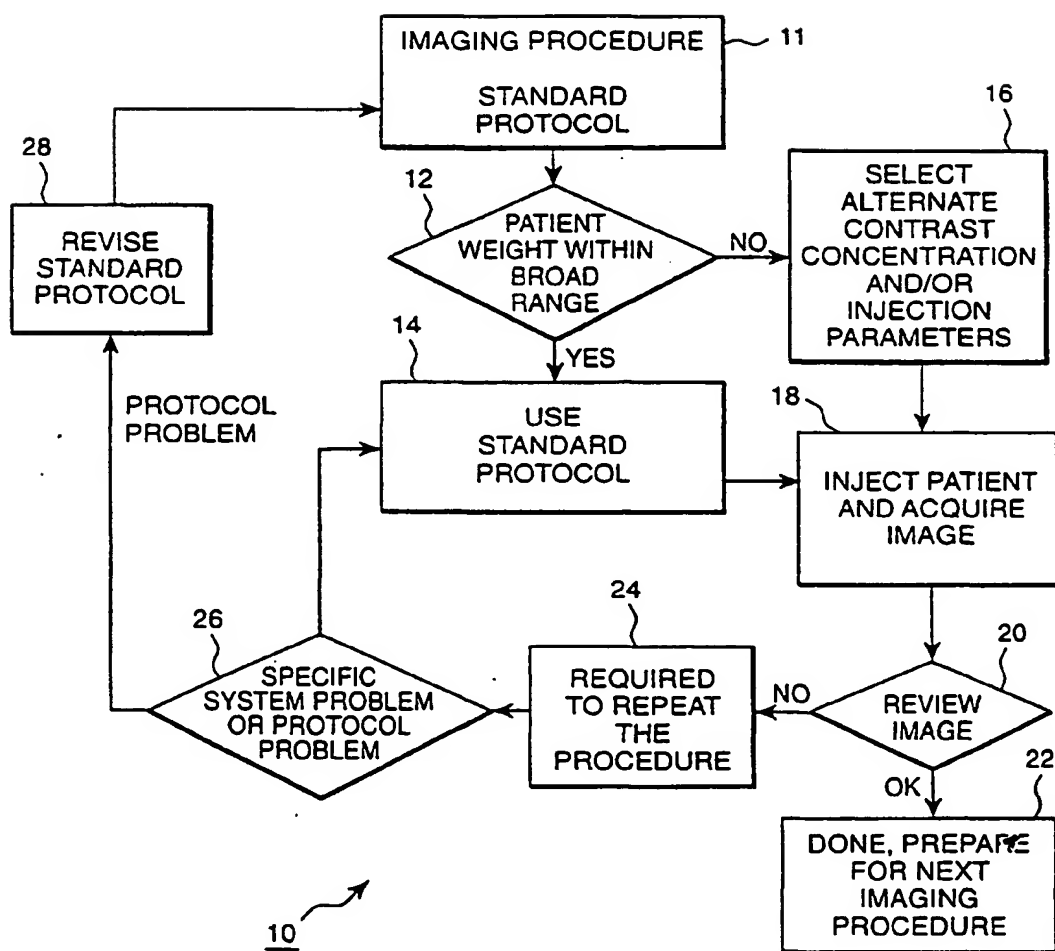 IMAGING PROCEDURE
STANDARD
PROTOCOL
11
12
PATIENT
WEIGHT WITHIN
BROAD
RANGE
NO
YES
16
SELECT
ALTERNATE
CONTRAST
CONCENTRATION
AND/OR
INJECTION
PARAMETERS
28
REVISE
STANDARD
PROTOCOL
PROTOCOL
PROBLEM
14
USE
STANDARD
PROTOCOL
18
INJECT PATIENT
AND ACQUIRE
IMAGE
20
REVIEW
IMAGE
NO
OK
24
REQUIRED
TO REPEAT
THE
PROCEDURE
26
SPECIFIC
SYSTEM PROBLEM
OR PROTOCOL
PROBLEM
22
DONE, PREPARE
FOR NEXT
IMAGING
PROCEDURE
10